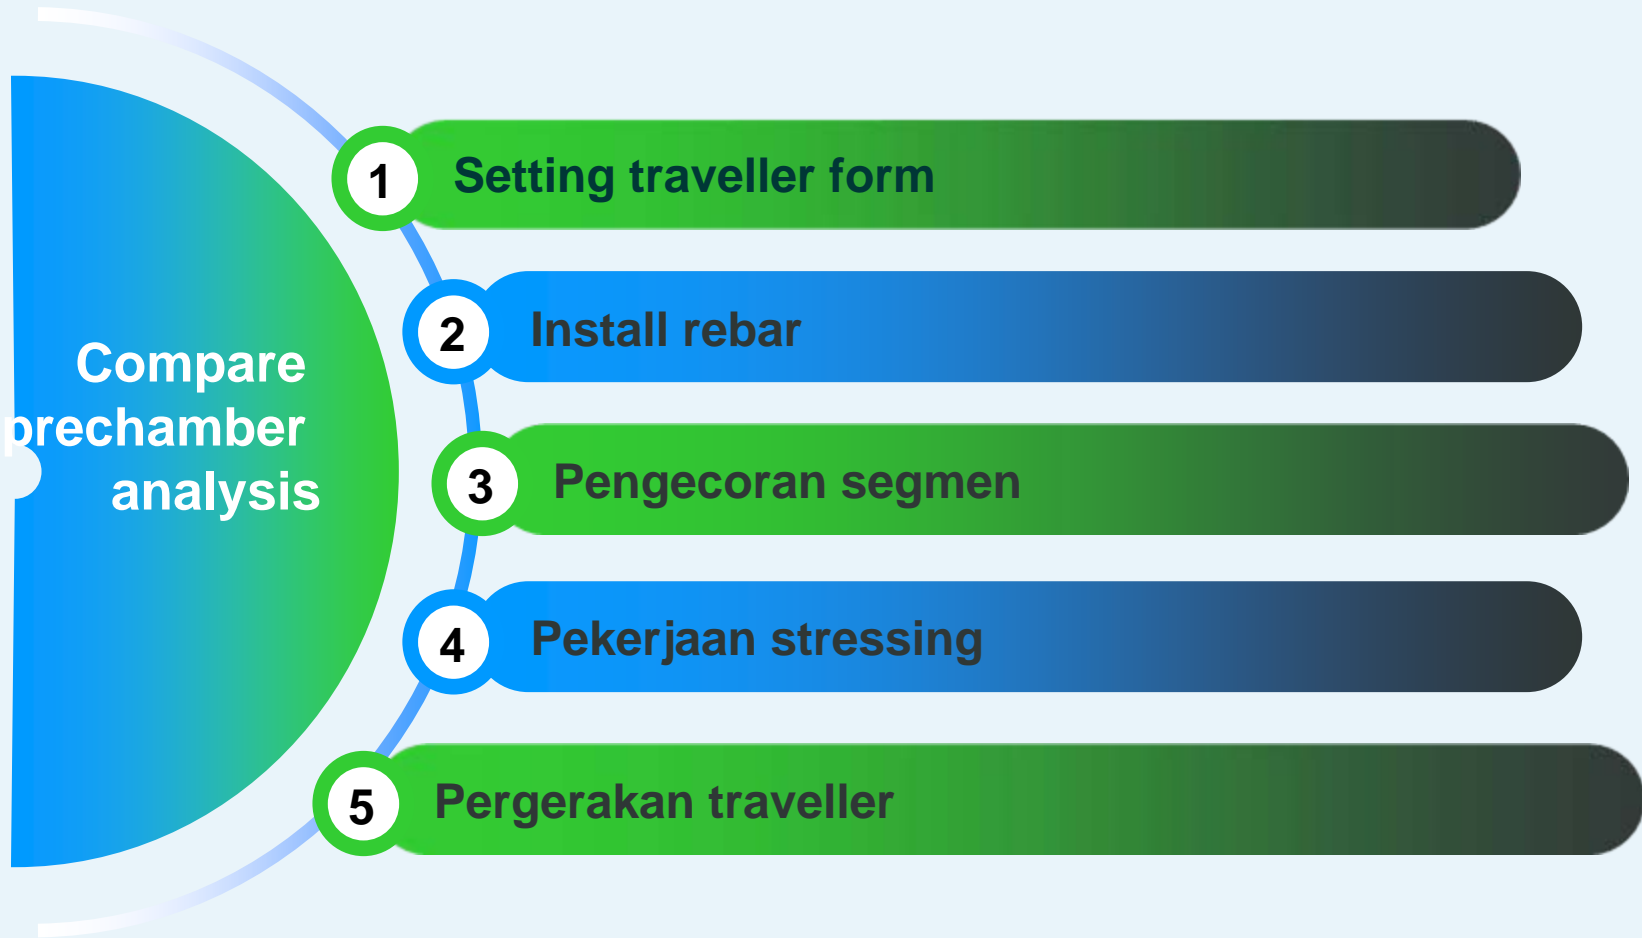 Compare
prechamber
analysis
1 Setting traveller form
2 Install rebar
3 Pengecoran segmen
4 Pekerjaan stressing
5 Pergerakan traveller